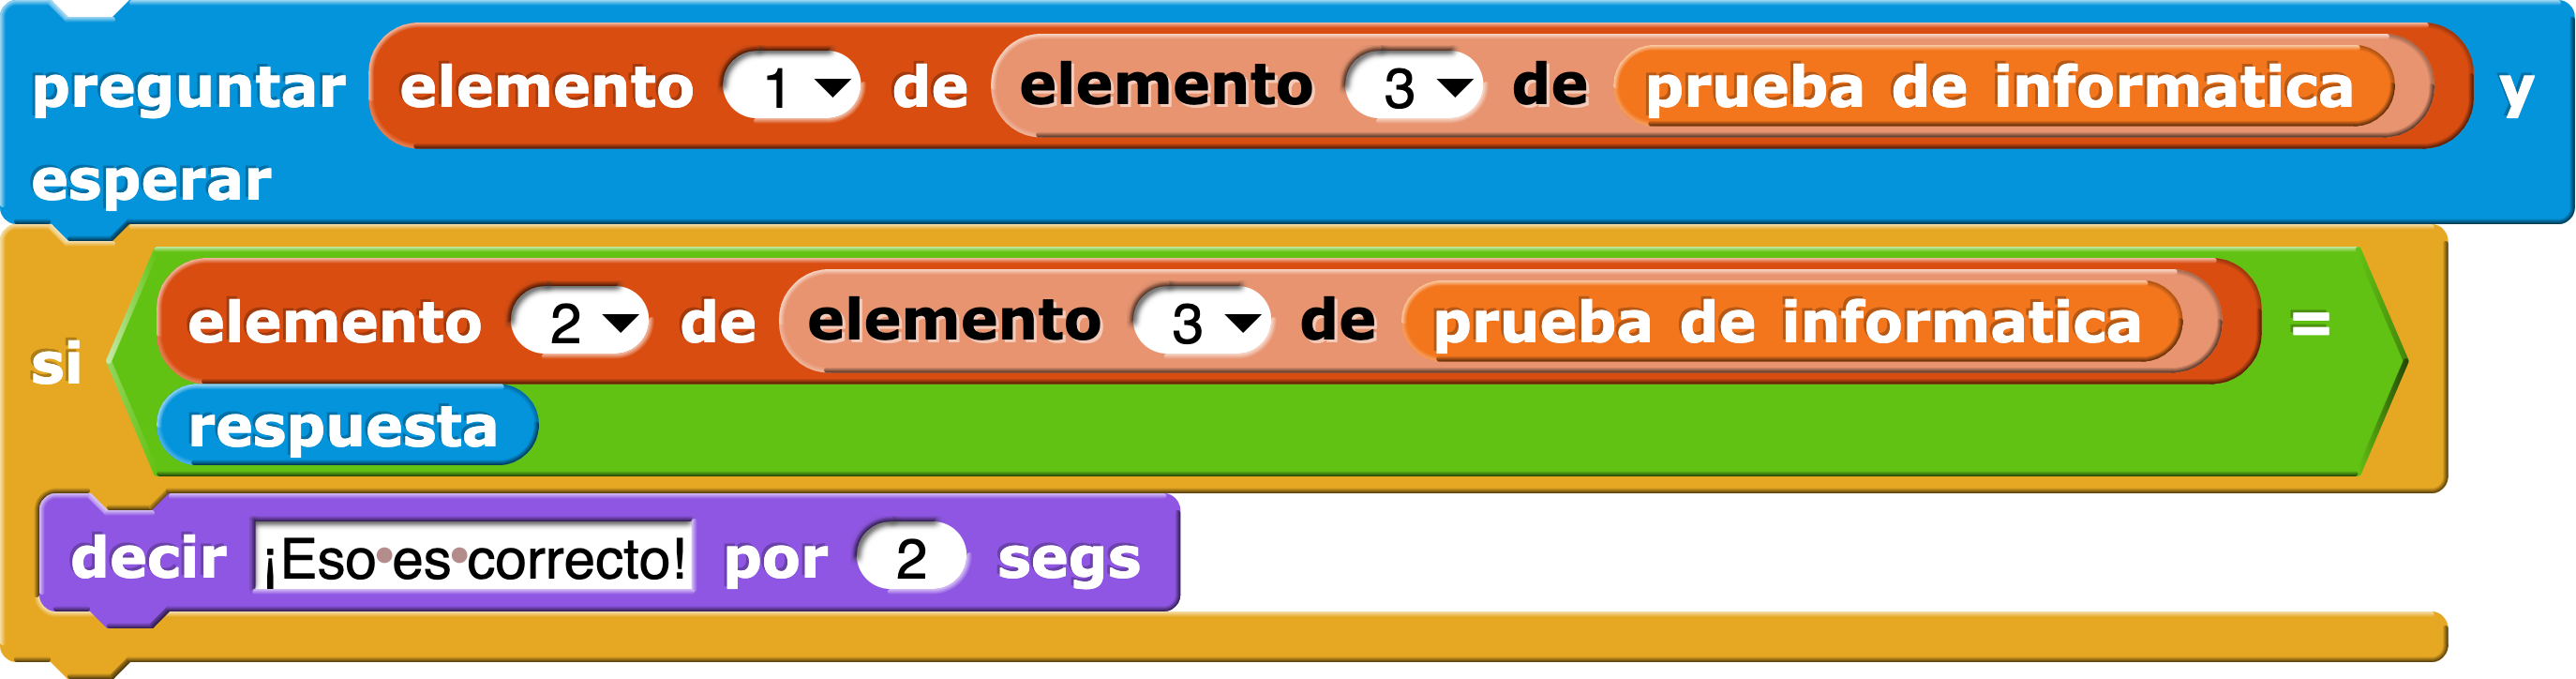 preguntar elemento 1 de elemento 3 de prueba de informatica y
esperar
si elemento 2 de elemento 3 de prueba de informatica =
respuesta
decir ¡Eso es correcto! por 2 segs